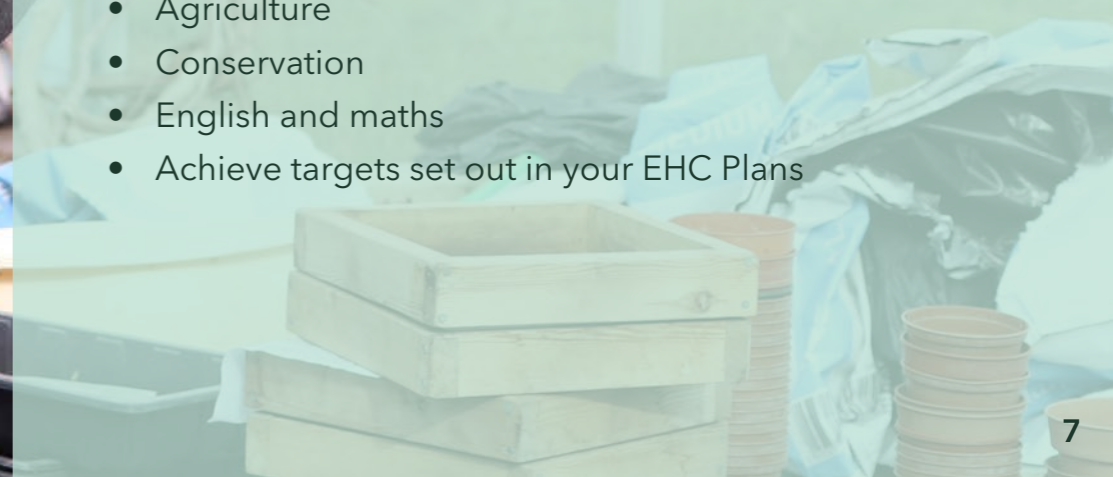 • Agriculture
• Conservation
• English and maths
• Achieve targets set out in your EHC Plans
7